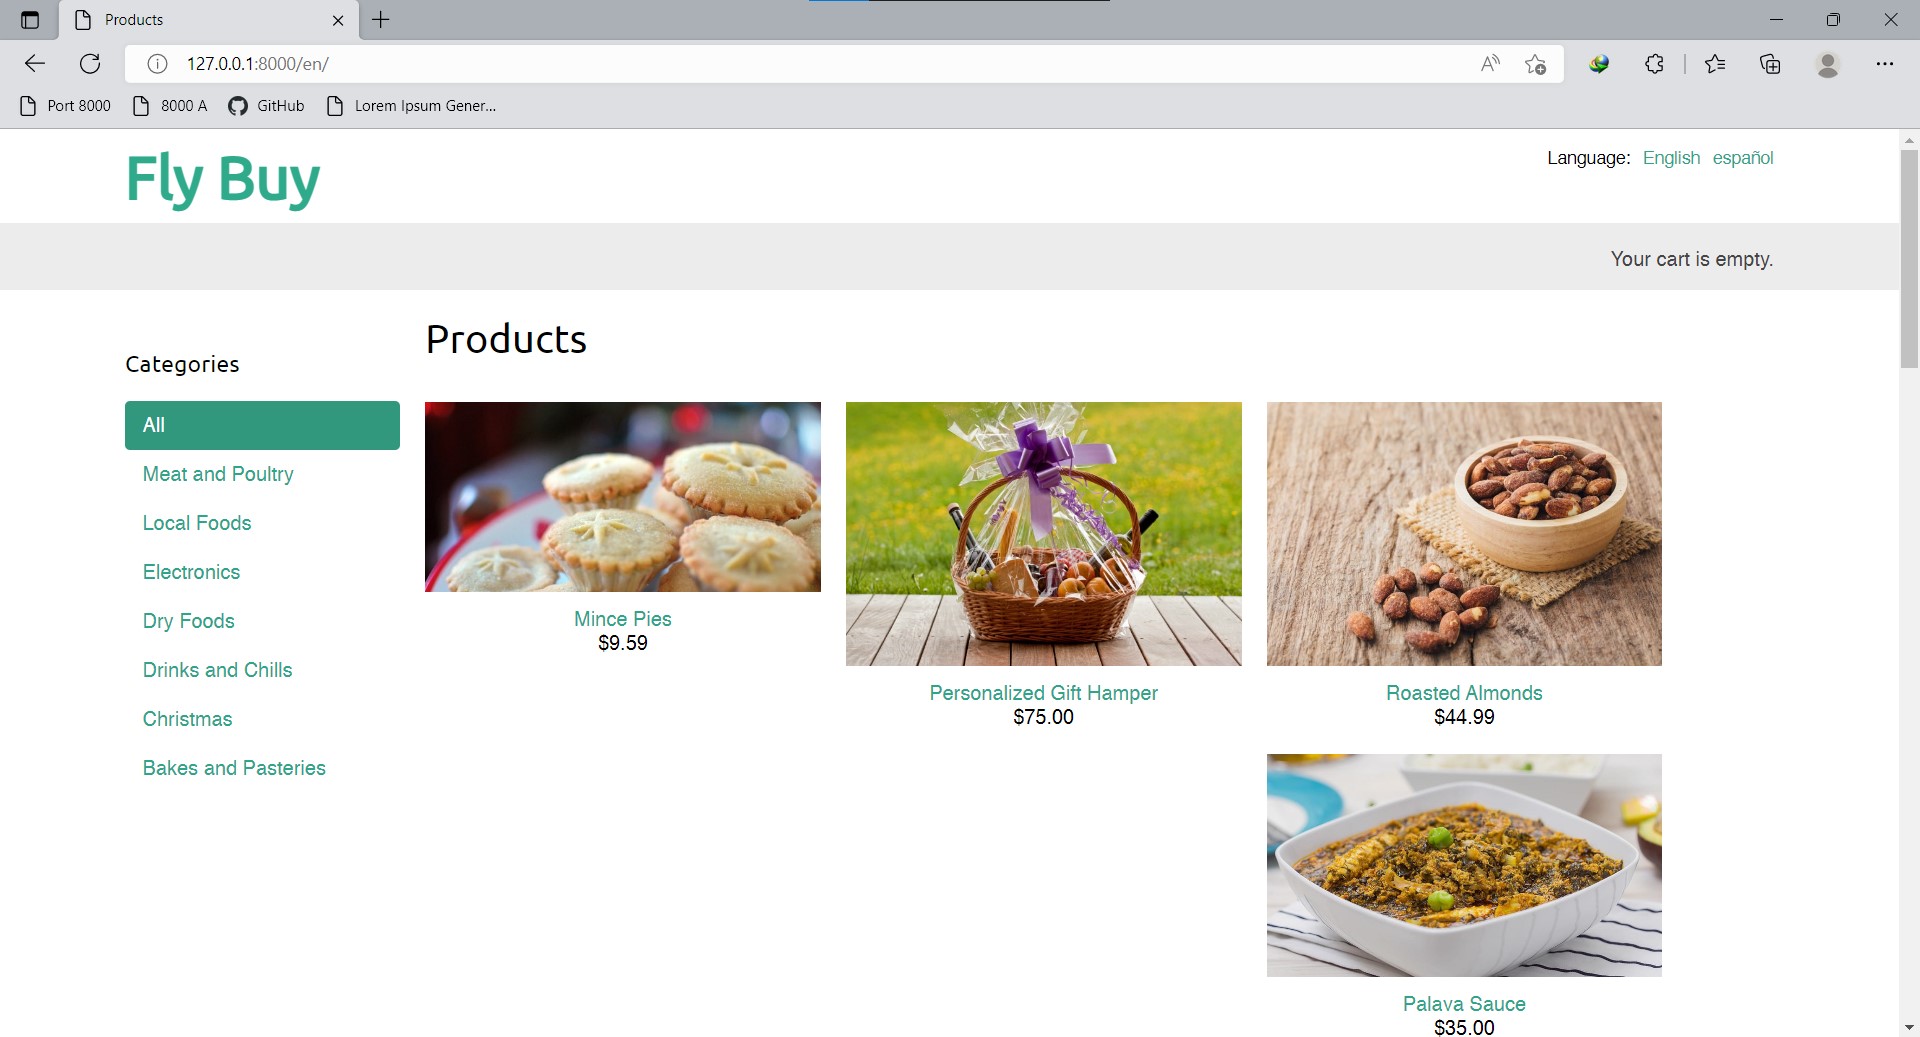 Products
127.0.0.1:8000/en/
Port 8000
8000 A
GitHub
Lorem Ipsum Gener...
Fly Buy
Language: English español
Your cart is empty.
Categories
All
Meat and Poultry
Local Foods
Electronics
Dry Foods
Drinks and Chills
Christmas
Bakes and Pasteries
Products
Mince Pies
$9.59
Personalized Gift Hamper
$75.00
Roasted Almonds
$44.99
Palava Sauce
$35.00